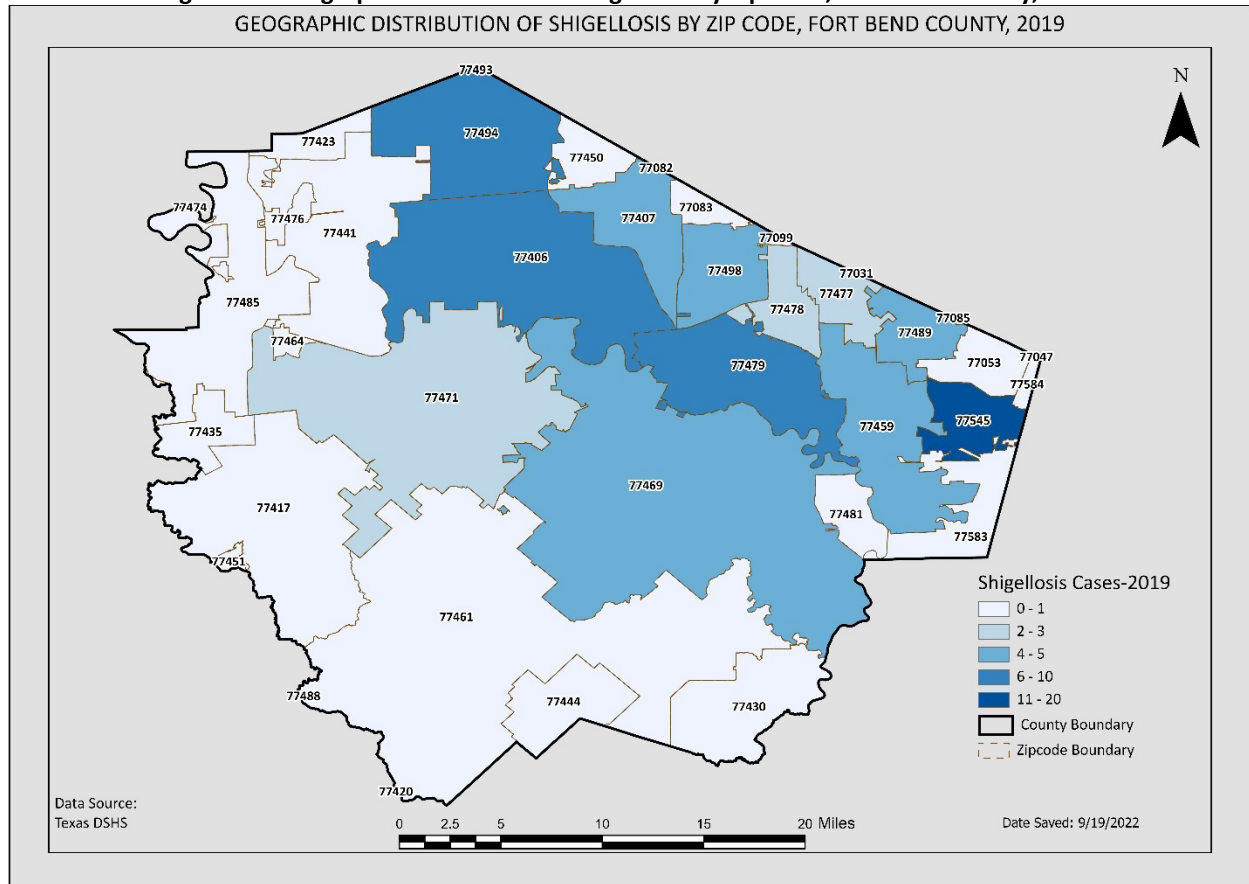 GEOGRAPHIC DISTRIBUTION OF SHIGELLOSIS BY ZIP CODE, FORT BEND COUNTY, 2019
N
77493
77494
77423
77450
77082
77474
77476
77407
77083
77441
77099
77406
77498
77031
77477
77485
77478
77085
77489
77464
77053
77047
77479
77584
77471
77545
77435
77459
77469
77417
77481
77583
77451
Shigellosis Cases-2019
0 - 1
2 - 3
4 - 5
6 - 10
11 - 20
County Boundary
Zipcode Boundary
77461
77488
77444
77430
77420
Data Source:
Texas DSHS
0 2.5 5 10 15 20 Miles
Date Saved: 9/19/2022